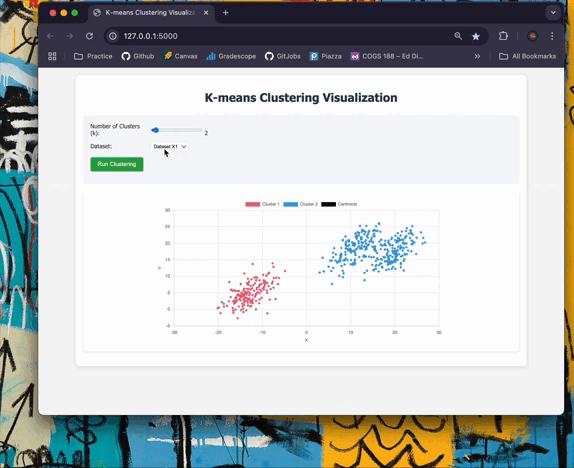 K-means Clustering Visualiza
127.0.0.1:5000
Practice Github Canvas Gradescope GitJobs Piazza COGS 188 – Ed Di... » All Bookmarks
K-means Clustering Visualization
Number of Clusters
(k): 2
Dataset: Dataset X1
Run Clustering
Cluster 1 Cluster 2 Centroids
30
25
20
15
10
5
0
-5
Y
-30 -20 -10 0 10 20 30
X